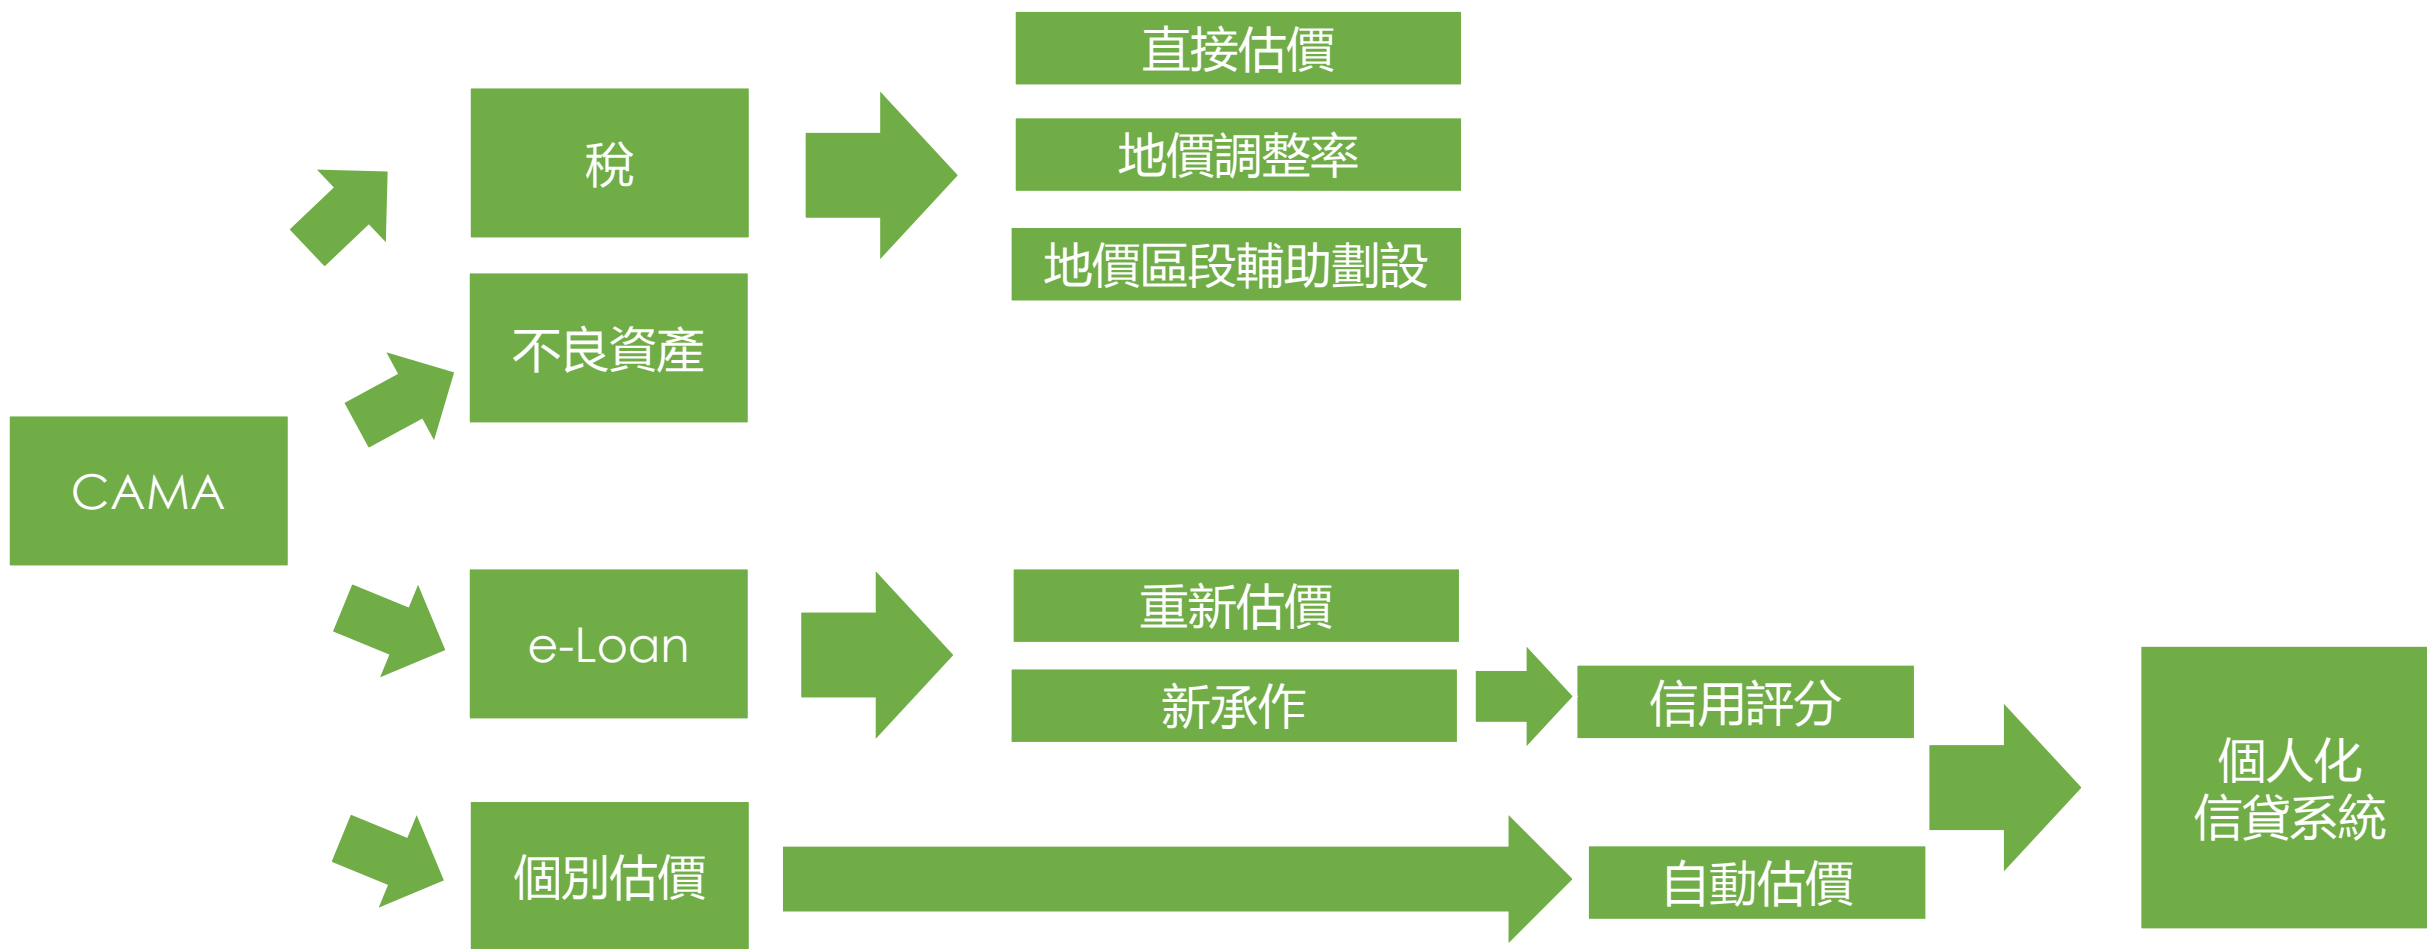 直接估價
稅
地價調整率
地價區段輔助劃設
不良資產
CAMA
e-Loan
重新估價
新承作
信用評分
個人化
信貸系統
個別估價
自動估價